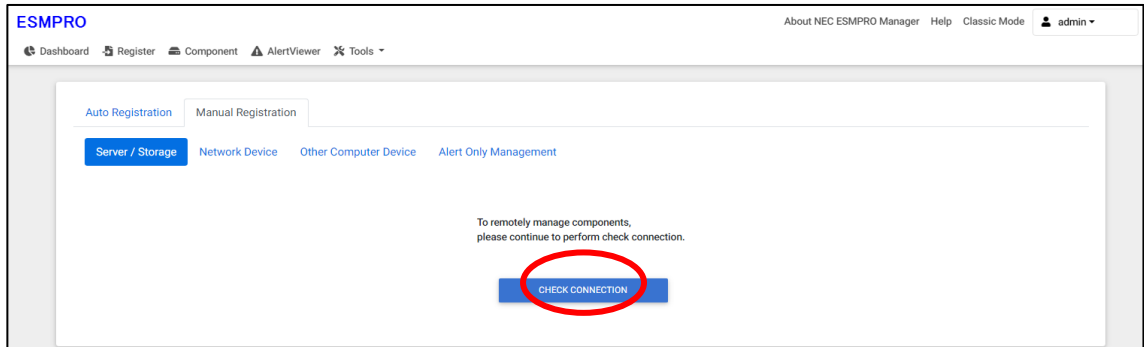 ESMPRO
About NEC ESMPRO Manager Help Classic Mode admin
Dashboard Register Component AlertViewer Tools
Auto Registration Manual Registration
Server / Storage Network Device Other Computer Device Alert Only Management
To remotely manage components,
please continue to perform check connection.
CHECK CONNECTION